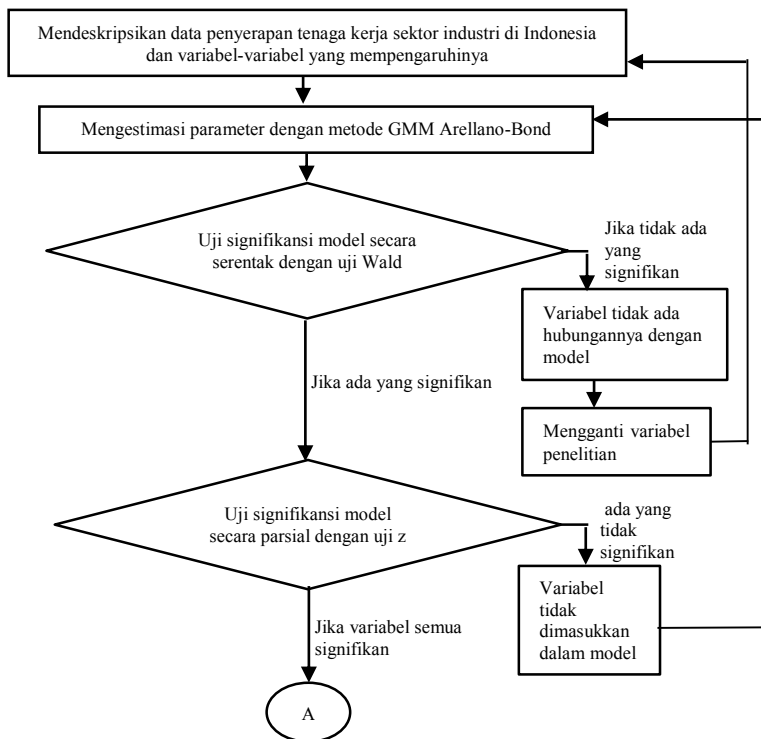 Mendeskripsikan data penyerapan tenaga kerja sektor industri di Indonesia
dan variabel-variabel yang mempengaruhinya
Mengestimasi parameter dengan metode GMM Arellano-Bond
Uji signifikansi model secara
serentak dengan uji Wald
Jika tidak ada
yang
signifikan
Variabel tidak ada
hubungannya dengan
model
Jika ada yang signifikan
Mengganti variabel
penelitian
Uji signifikansi model
secara parsial dengan uji z
ada yang
tidak
signifikan
Variabel
tidak
dimasukkan
dalam model
Jika variabel semua
signifikan
A